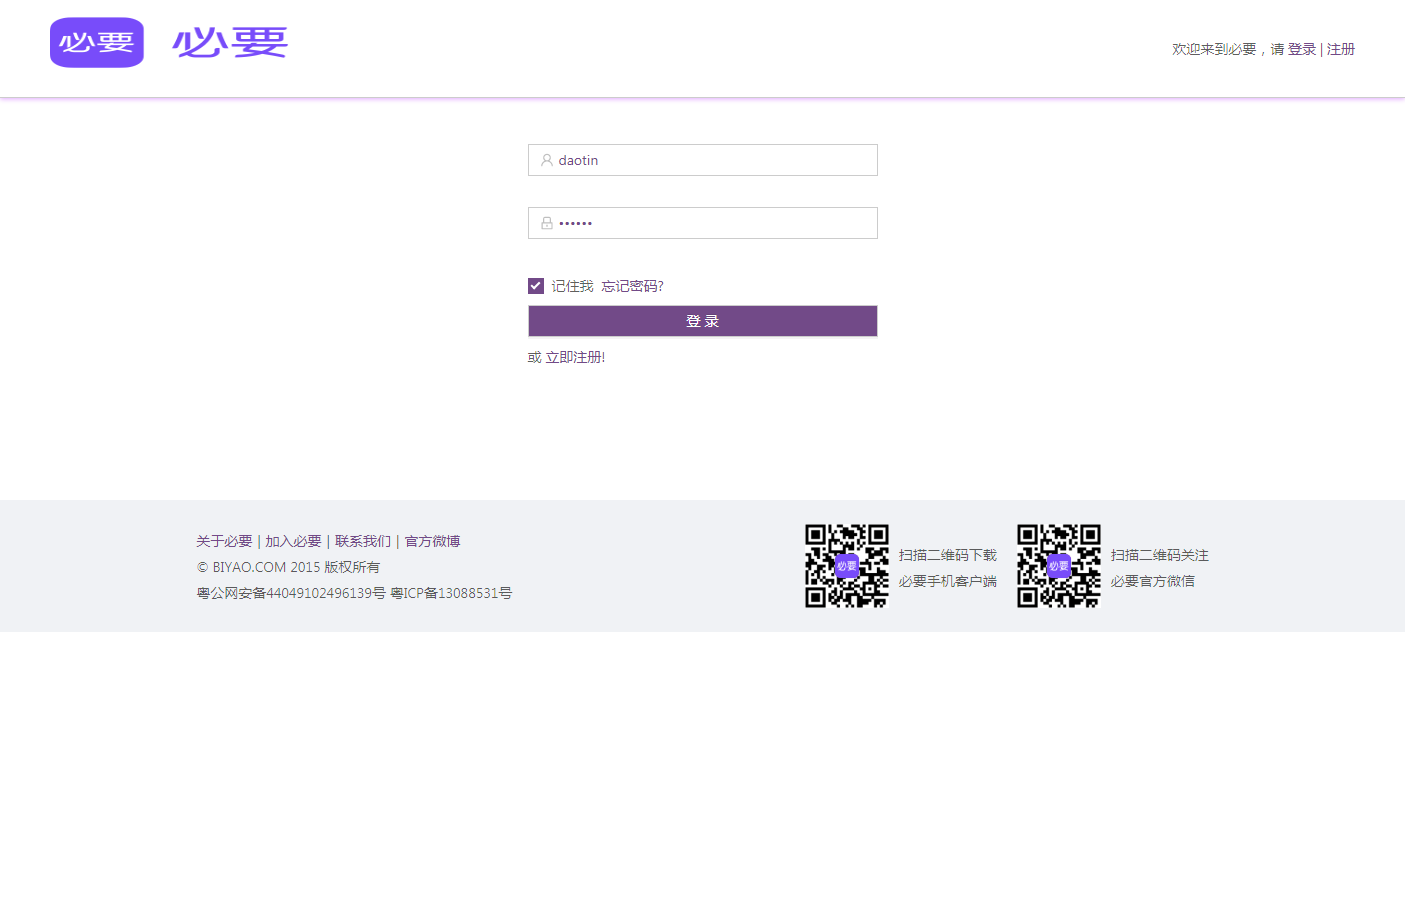 必要 必要
欢迎来到必要，请 登录 | 注册
daotin
••••••
记住我 忘记密码?
登 录
或 立即注册!
关于必要 | 加入必要 | 联系我们 | 官方微博
© BIYAO.COM 2015 版权所有
粤公网安备44049102496139号 粤ICP备13088531号
必要
扫描二维码下载
必要手机客户端
必要
扫描二维码关注
必要官方微信